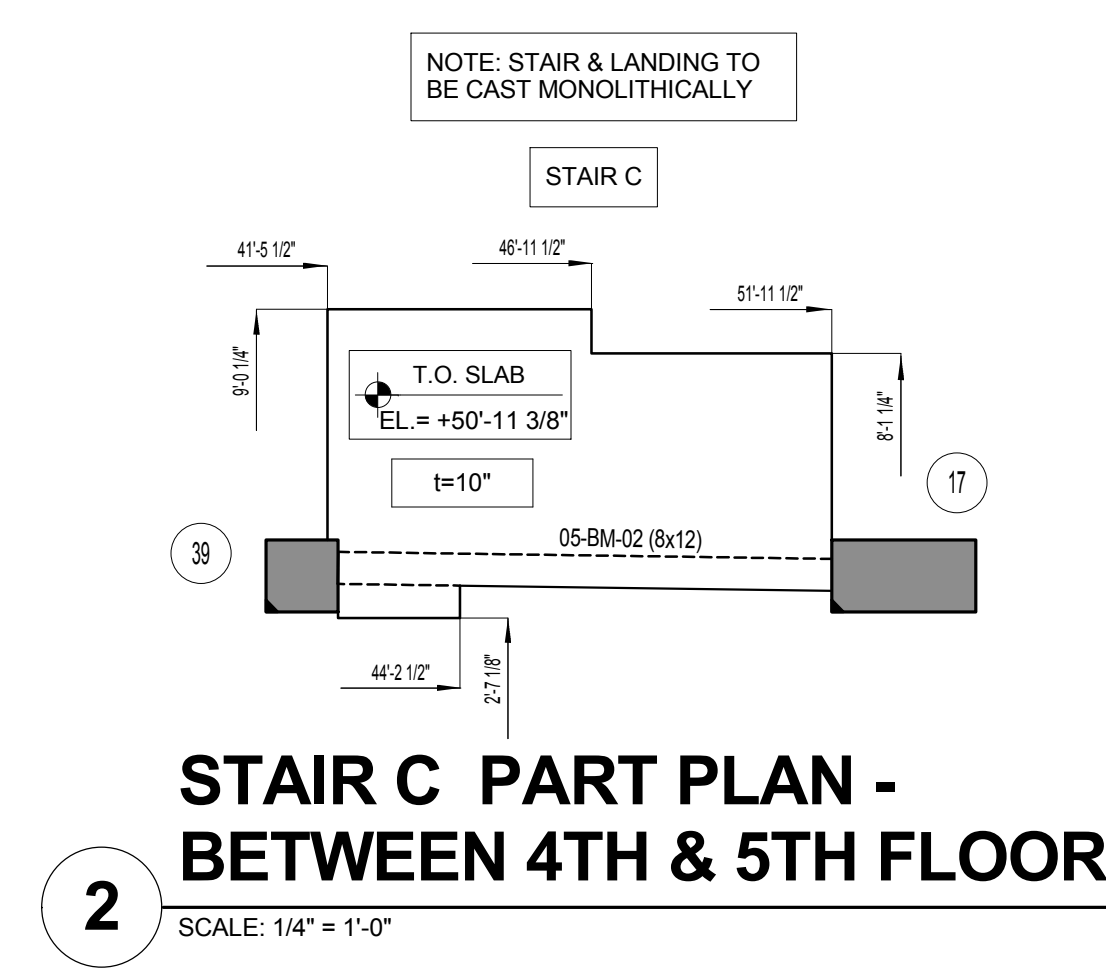 NOTE: STAIR & LANDING TO
BE CAST MONOLITHICALLY
STAIR C
41'-5 1/2"
46'-11 1/2"
51'-11 1/2"
9'-0 1/4"
T.O. SLAB
EL.= +50'-11 3/8"
8'-1 1/4"
t=10"
17
39
05-BM-02 (8x12)
44'-2 1/2"
2'-7 1/8"
STAIR C PART PLAN -
BETWEEN 4TH & 5TH FLOOR
2
SCALE: 1/4" = 1'-0"